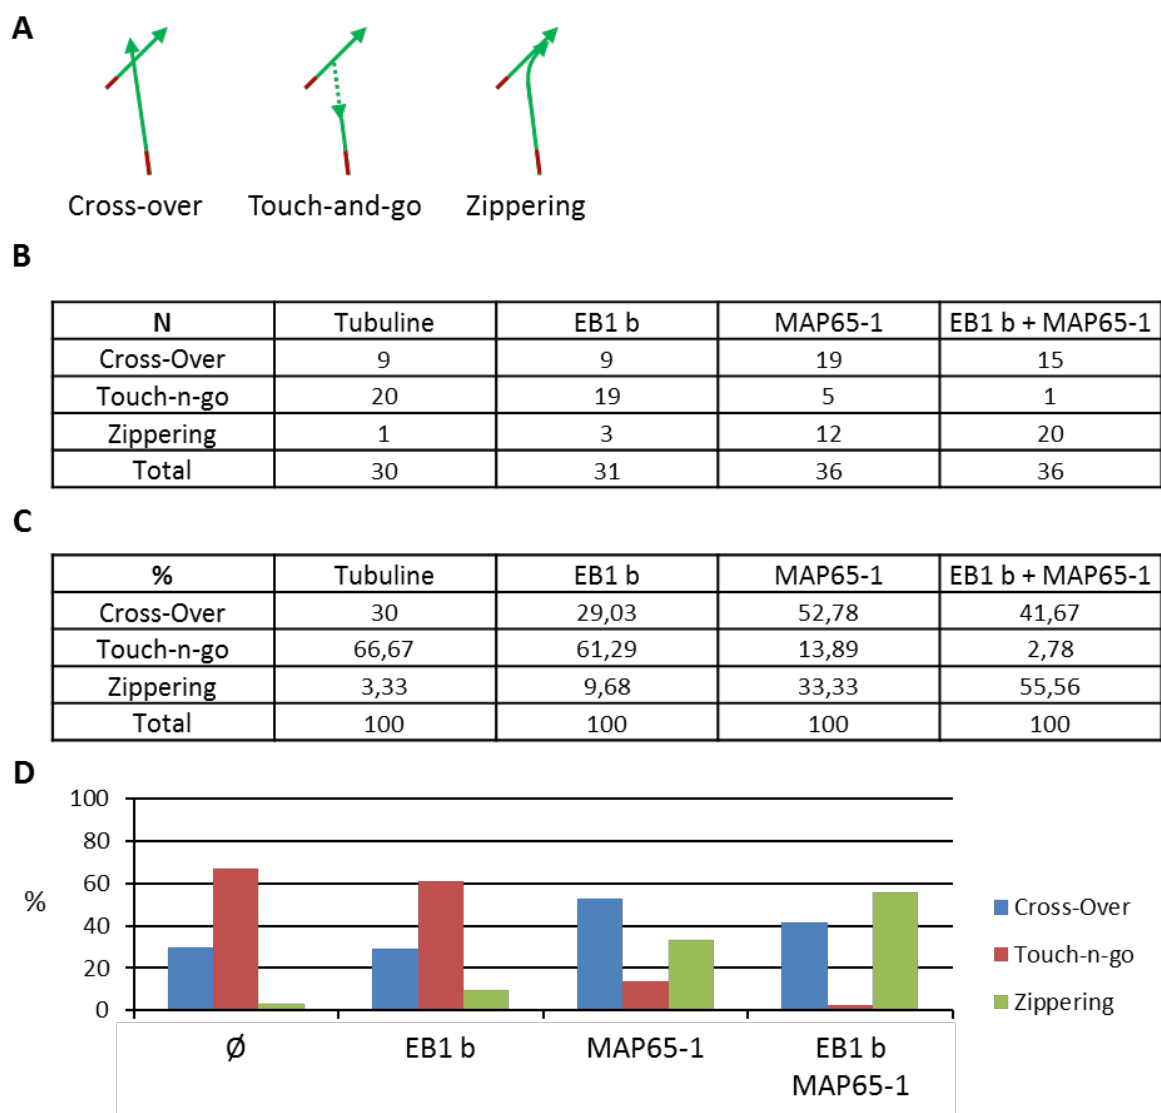 A
Cross-over Touch-and-go Zippering
B
N Tubuline EB1 b MAP65-1 EB1 b + MAP65-1
Cross-Over 9 9 19 15
Touch-n-go 20 19 5 1
Zippering 1 3 12 20
Total 30 31 36 36
C
% Tubuline EB1 b MAP65-1 EB1 b + MAP65-1
Cross-Over 30 29,03 52,78 41,67
Touch-n-go 66,67 61,29 13,89 2,78
Zippering 3,33 9,68 33,33 55,56
Total 100 100 100 100
D
100
80
60
%
40
20
0
Cross-Over
Touch-n-go
Zippering
Ø EB1 b MAP65-1 EB1 b
MAP65-1